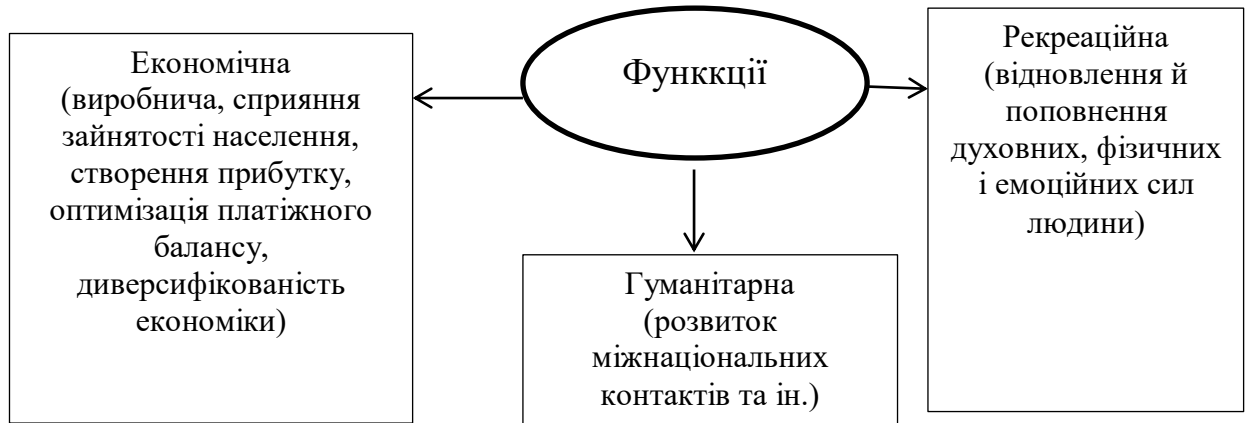 Функкції
Економічна
(виробнича, сприяння
зайнятості населення,
створення прибутку,
оптимізація платіжного
балансу,
диверсифікованість
економіки)
Гуманітарна
(розвиток
міжнаціональних
контактів та ін.)
Рекреаційна
(відновлення й
поповнення
духовних, фізичних
і емоційних сил
людини)